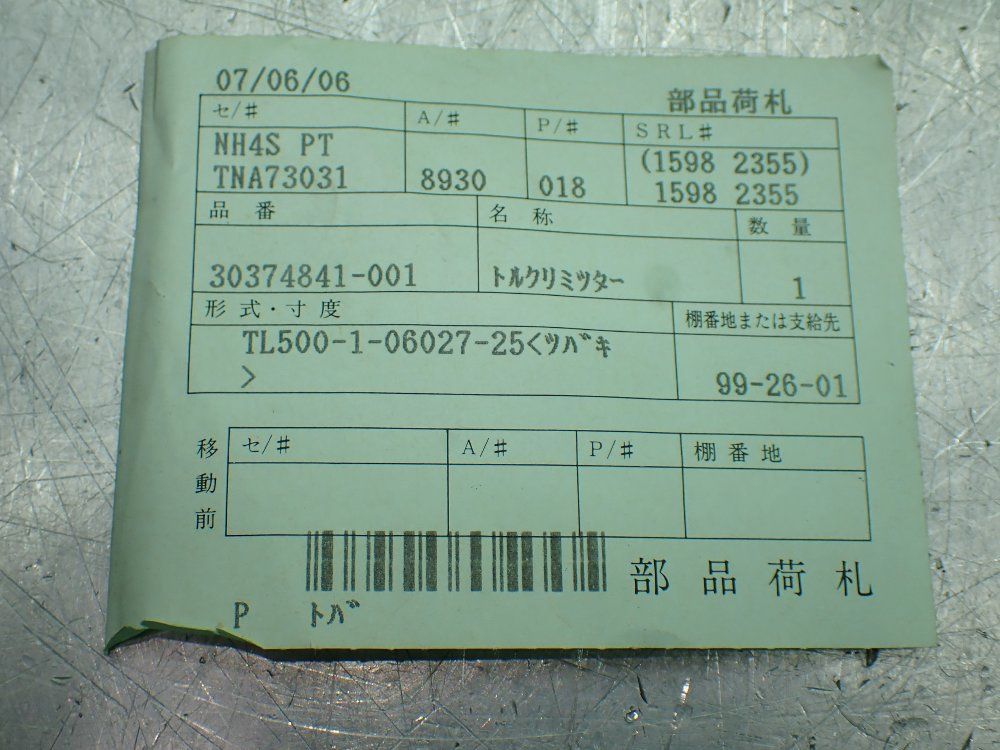 07/06/06 部品荷札
セ/# A/# P/# SRL#
NH4S PT (1598 2355)
TNA73031 8930 018 1598 2355
品番 名称 数量
30374841-001 トルクリミツター 1
形式・寸度 棚番地または支給先
TL500-1-06027-25<ツバキ
> 99-26-01
移動前 セ/# A/# P/# 棚番地
部品荷札
P トバ